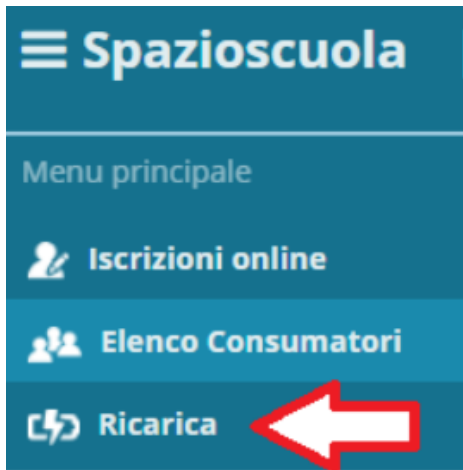 Spazioscuola
Menu principale
Iscrizioni online
Elenco Consumatori
Ricarica